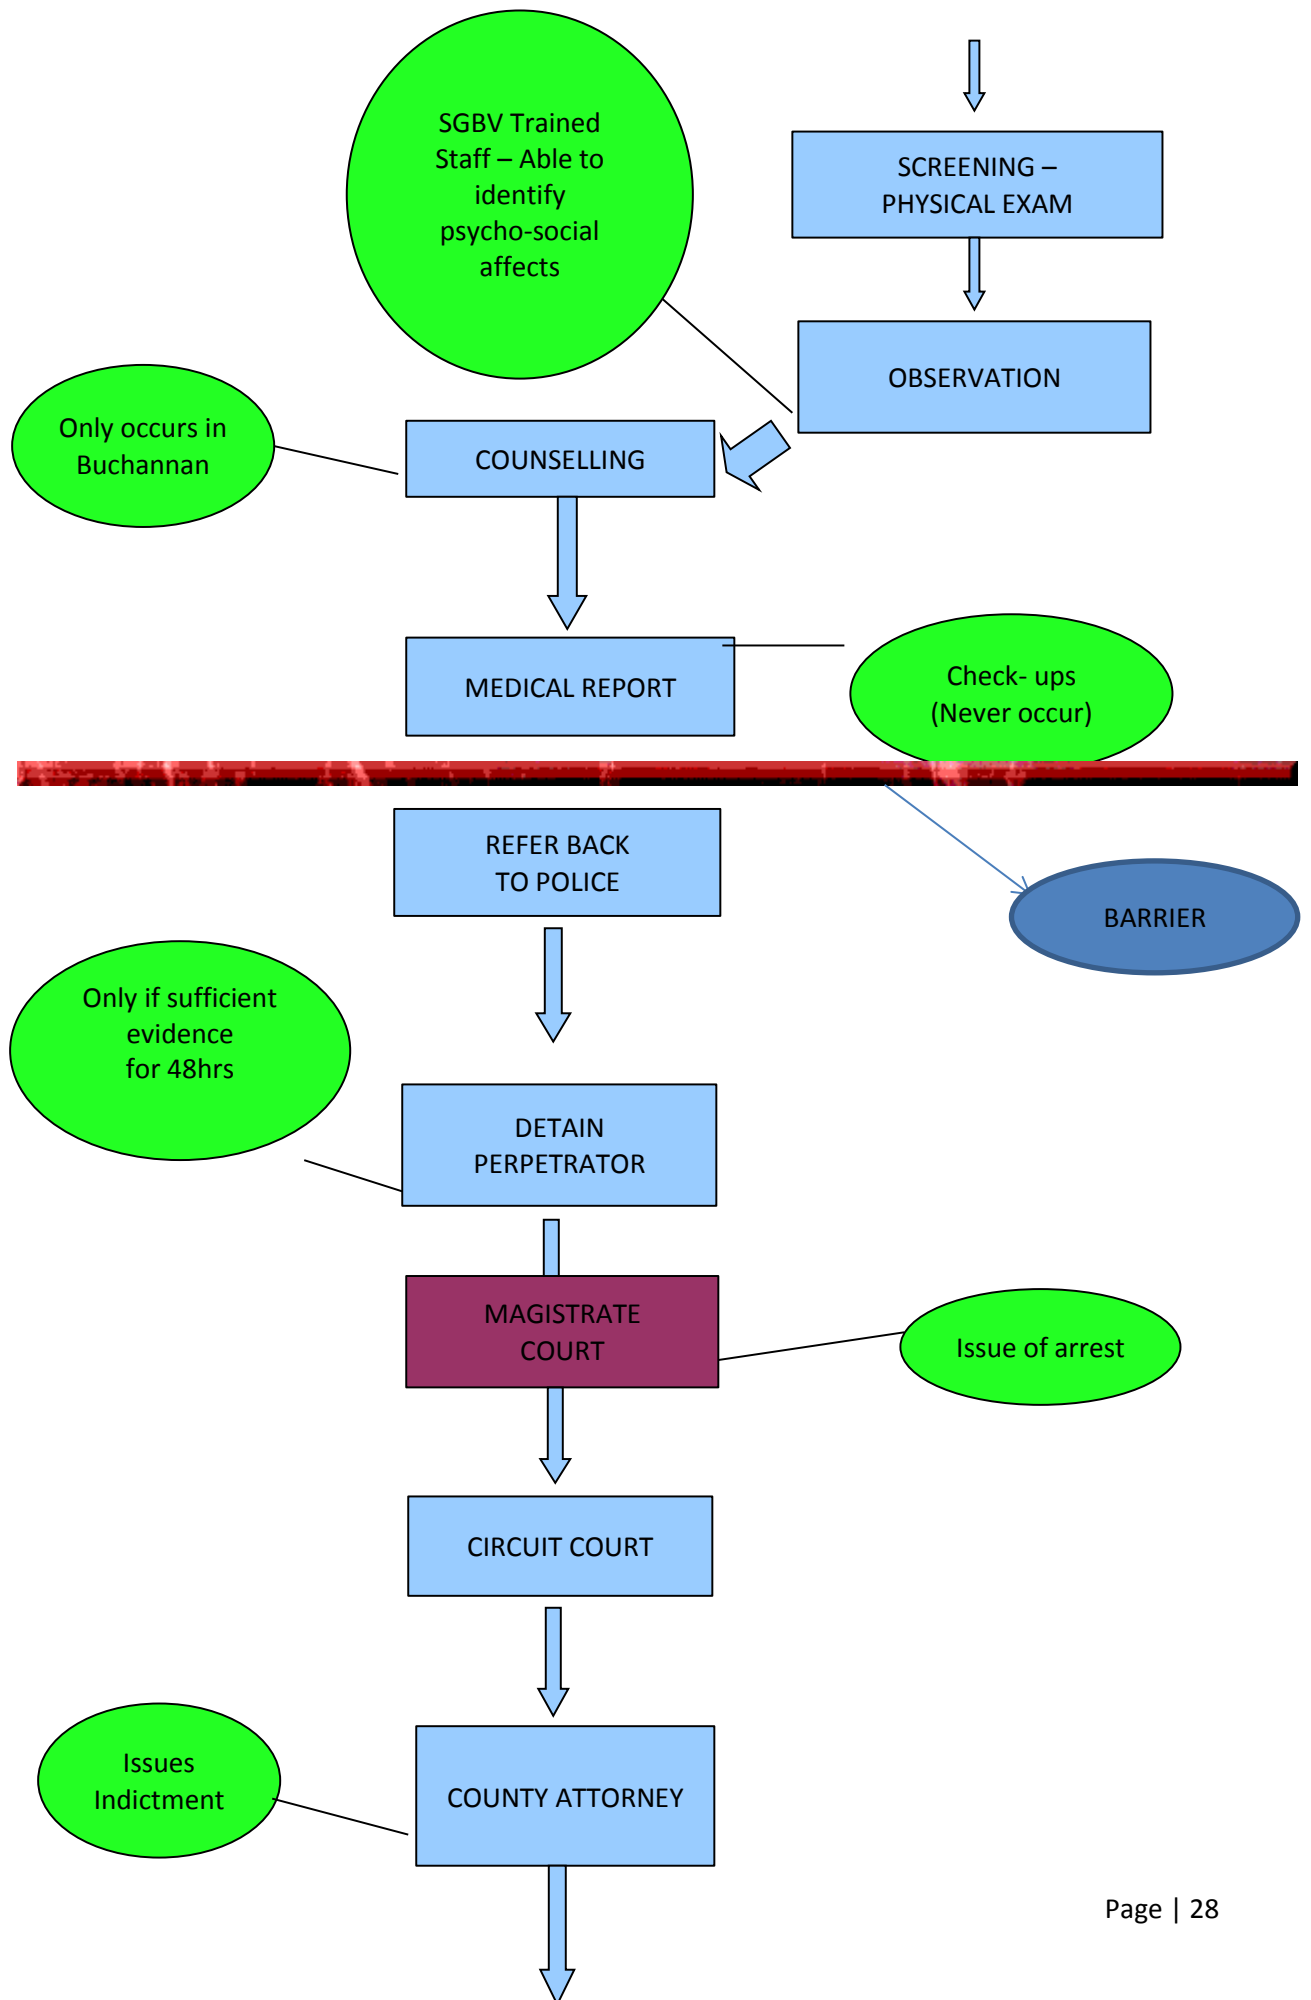 SGBV Trained
Staff – Able to
identify
psycho-social
affects
SCREENING –
PHYSICAL EXAM
OBSERVATION
Only occurs in
Buchannan
COUNSELLING
MEDICAL REPORT
Check- ups
(Never occur)
REFER BACK
TO POLICE
BARRIER
Only if sufficient
evidence
for 48hrs
DETAIN
PERPETRATOR
MAGISTRATE
COURT
Issue of arrest
CIRCUIT COURT
Issues
Indictment
COUNTY ATTORNEY
Page | 28